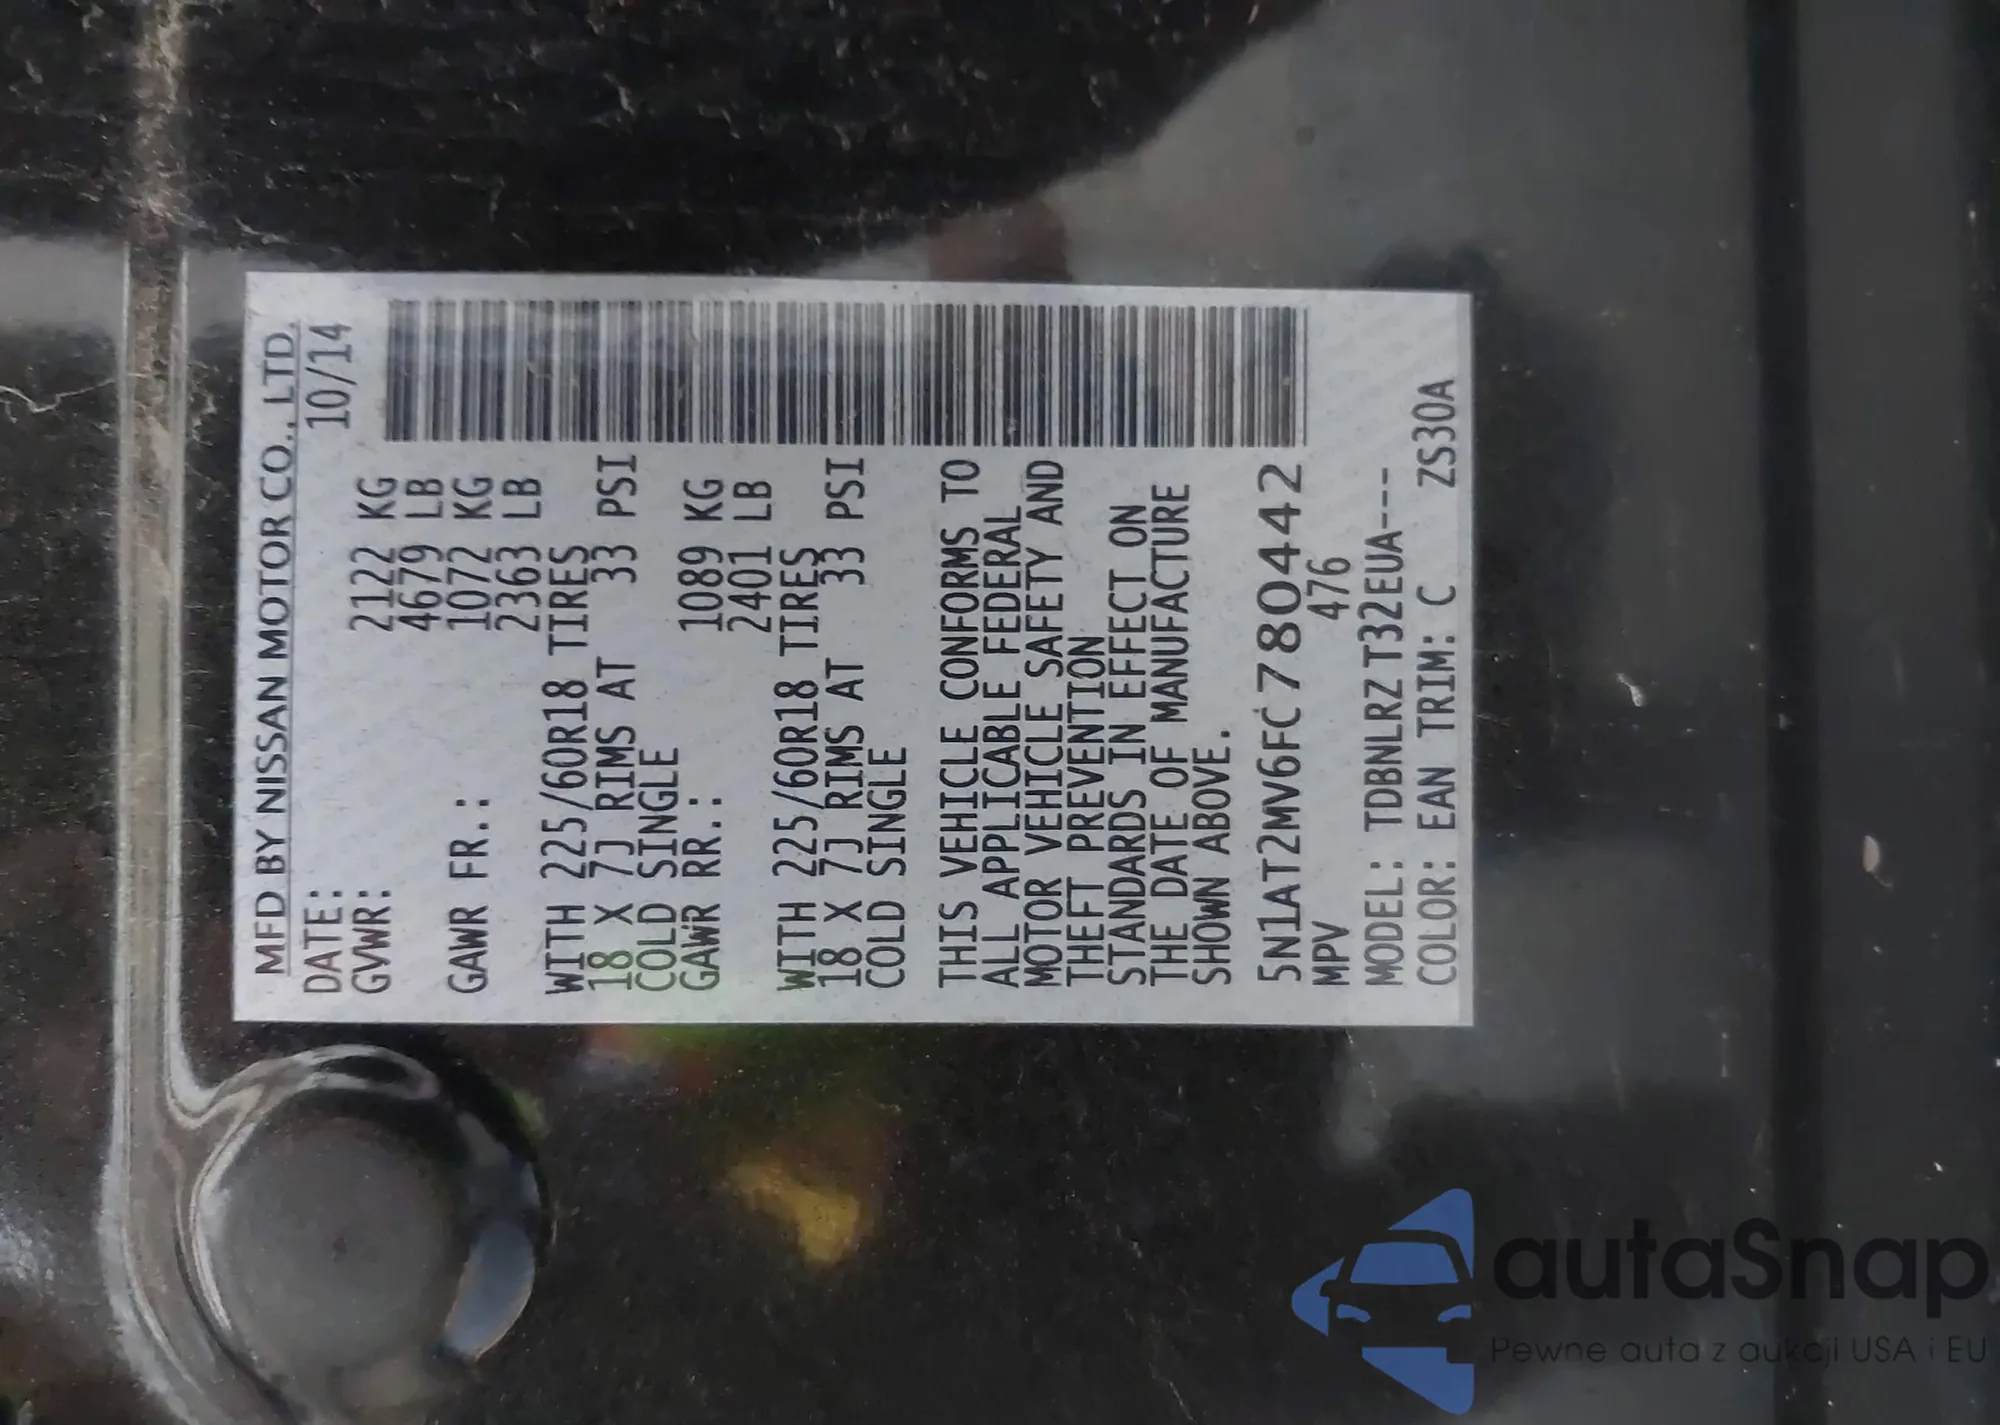 MFD BY NISSAN MOTOR CO., LTD.
DATE: 10/14
GVWR: 2122 KG
4679 LB
GAWR FR.: 1072 KG
2363 LB
WITH 225/60R18 TIRES
18 X 7J RIMS AT 33 PSI
COLD SINGLE
GAWR RR.: 1089 KG
2401 LB
WITH 225/60R18 TIRES
18 X 7J RIMS AT 33 PSI
COLD SINGLE
THIS VEHICLE CONFORMS TO
ALL APPLICABLE FEDERAL
MOTOR VEHICLE SAFETY AND
THEFT PREVENTION
STANDARDS IN EFFECT ON
THE DATE OF MANUFACTURE
SHOWN ABOVE.
5N1AT2MV6FC780442
MPV 476
MODEL: TDBNLRZ T32EUA---
COLOR: EAN TRIM: C ZS30A
autaSnap
Pewne auta z aukcji USA i EU